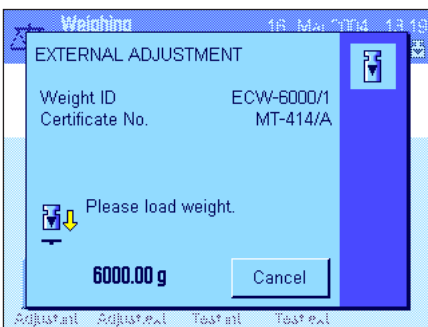 Weighing 16. Mai 2004 13:19
EXTERNAL ADJUSTMENT
Weight ID ECW-6000/1
Certificate No. MT-414/A
Please load weight.
6000.00 g Cancel
Adjust.int Adjust.ext Test int Test ext